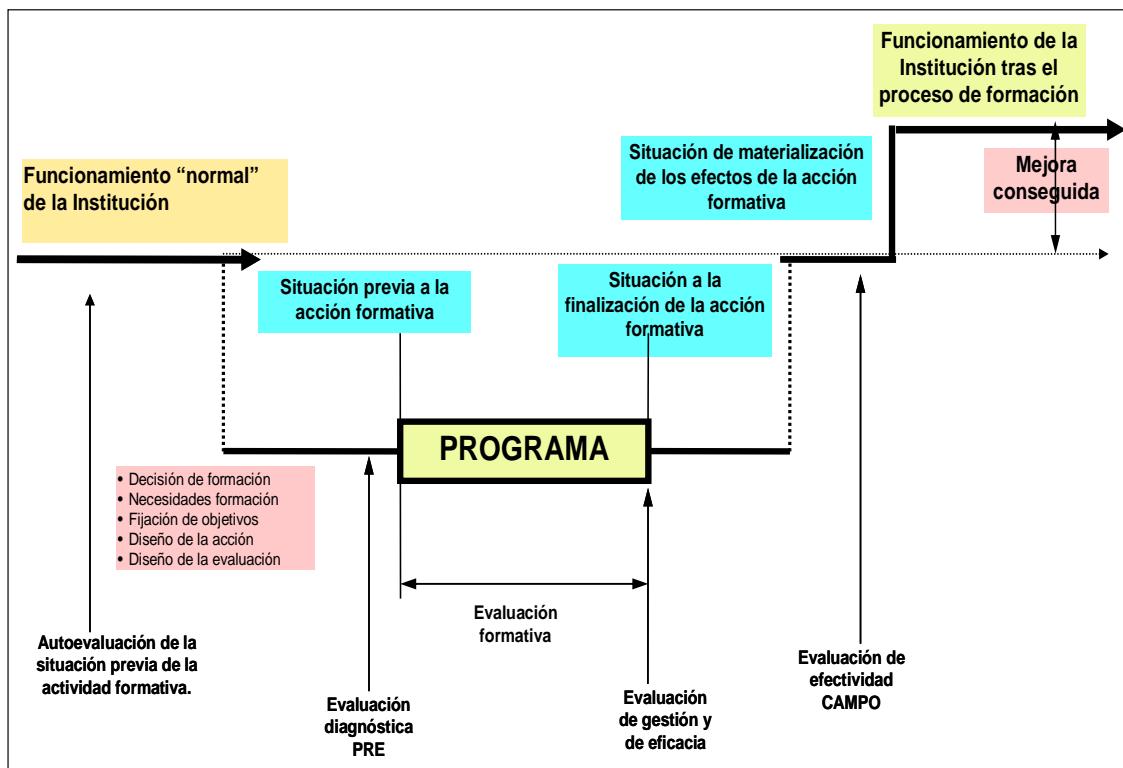 Funcionamiento de la
Institución tras el
proceso de formación
Situación de materialización
de los efectos de la acción
formativa
Mejora
conseguida
Funcionamiento “normal”
de la Institución
Situación previa a la
acción formativa
Situación a la
finalización de la acción
formativa
PROGRAMA
• Decisión de formación
• Necesidades formación
• Fijación de objetivos
• Diseño de la acción
• Diseño de la evaluación
Evaluación
formativa
Autoevaluación de la
situación previa de la
actividad formativa.
Evaluación
diagnóstica
PRE
Evaluación
de gestión y
de eficacia
Evaluación de
efectividad
CAMPO